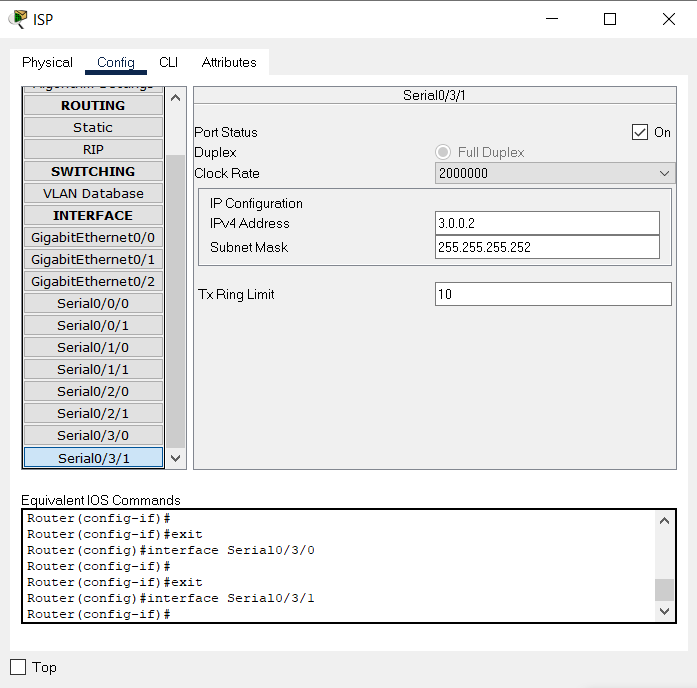 ISP
Physical Config CLI Attributes
Algorithm Settings
ROUTING
Static
RIP
SWITCHING
VLAN Database
INTERFACE
GigabitEthernet0/0
GigabitEthernet0/1
GigabitEthernet0/2
Serial0/0/0
Serial0/0/1
Serial0/1/0
Serial0/1/1
Serial0/2/0
Serial0/2/1
Serial0/3/0
Serial0/3/1
Serial0/3/1
Port Status On
Duplex Full Duplex
Clock Rate 2000000
IP Configuration
IPv4 Address 3.0.0.2
Subnet Mask 255.255.255.252
Tx Ring Limit 10
Equivalent IOS Commands
Router(config-if)#
Router(config-if)#exit
Router(config)#interface Serial0/3/0
Router(config-if)#
Router(config-if)#exit
Router(config)#interface Serial0/3/1
Router(config-if)#
Top